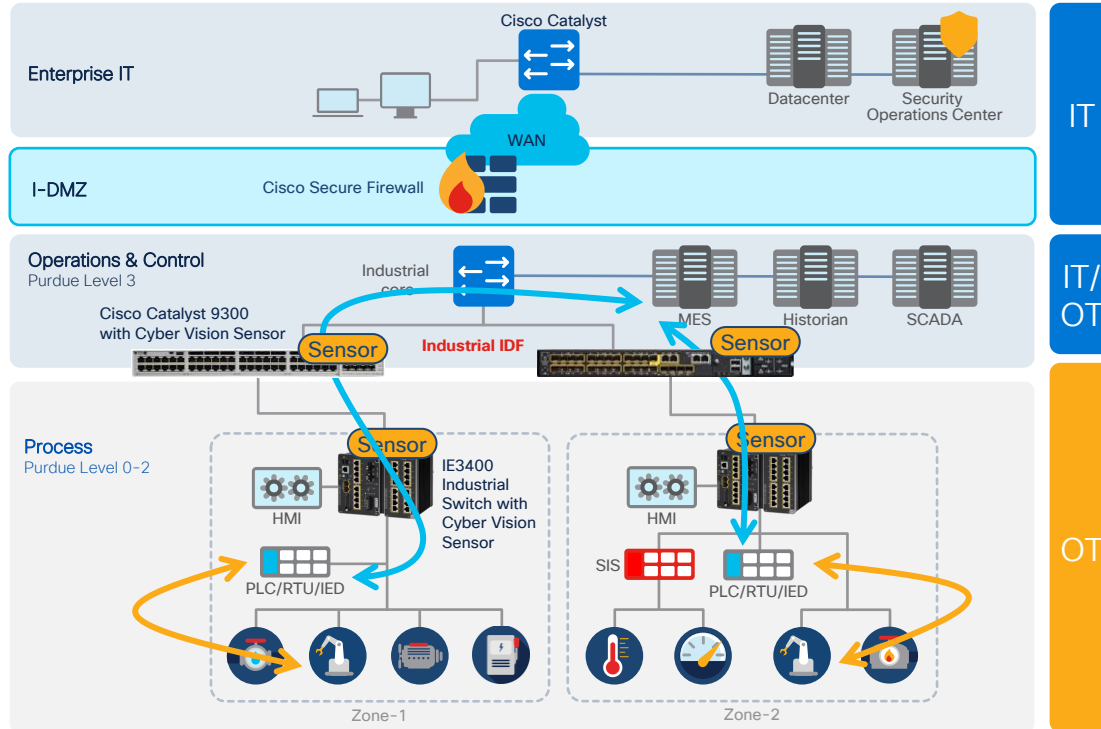 Cisco Catalyst
Enterprise IT
Datacenter
Security
Operations Center
IT
WAN
I-DMZ
Cisco Secure Firewall
Operations & Control
Purdue Level 3
Industrial
core
IT/
OT
MES
Historian
SCADA
Cisco Catalyst 9300
with Cyber Vision Sensor
Sensor
Industrial IDF
Sensor
Process
Purdue Level 0-2
Sensor
Sensor
IE3400
Industrial
Switch with
Cyber Vision
Sensor
HMI
HMI
OT
SIS
PLC/RTU/IED
PLC/RTU/IED
Zone-1
Zone-2